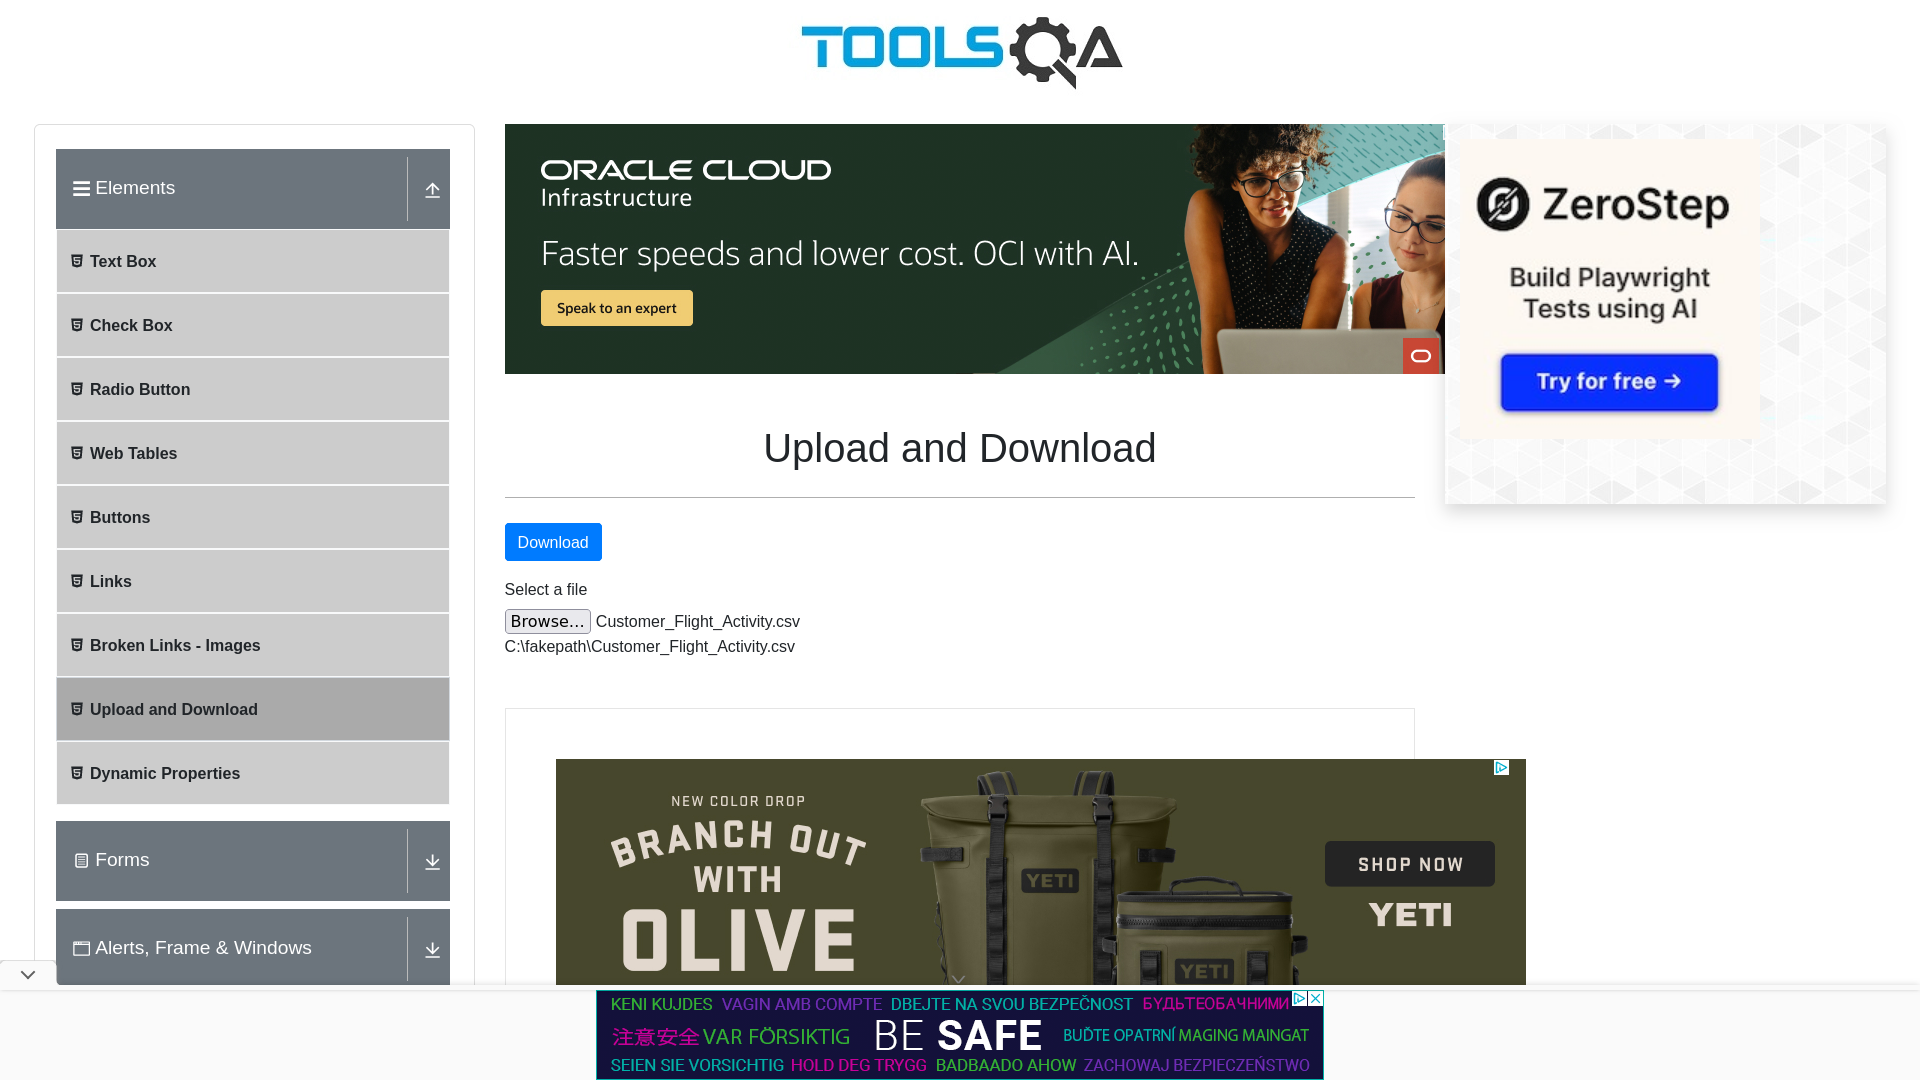 TOOLSQA
Elements
Text Box
Check Box
Radio Button
Web Tables
Buttons
Links
Broken Links - Images
Upload and Download
Dynamic Properties
Forms
Alerts, Frame & Windows
ORACLE CLOUD
Infrastructure
Faster speeds and lower cost. OCI with AI.
Speak to an expert
ZeroStep
Build Playwright
Tests using AI
Try for free →
Upload and Download
Download
Select a file
Browse... Customer_Flight_Activity.csv
C:\fakepath\Customer_Flight_Activity.csv
NEW COLOR DROP
BRANCH OUT
WITH
OLIVE
YETI
YETI
SHOP NOW
YETI
KENI KUJDES VAGIN AMB COMPTE DBEJTE NA SVOU BEZPEČNOST БУДЬТЕОБАЧНИМИ
注意安全 VAR FÖRSIKTIG BE SAFE BUĎTE OPATRNÍ MAGING MAINGAT
SEIEN SIE VORSICHTIG HOLD DEG TRYGG BADBAADO AHOW ZACHOWAJ BEZPIECZEŃSTWO